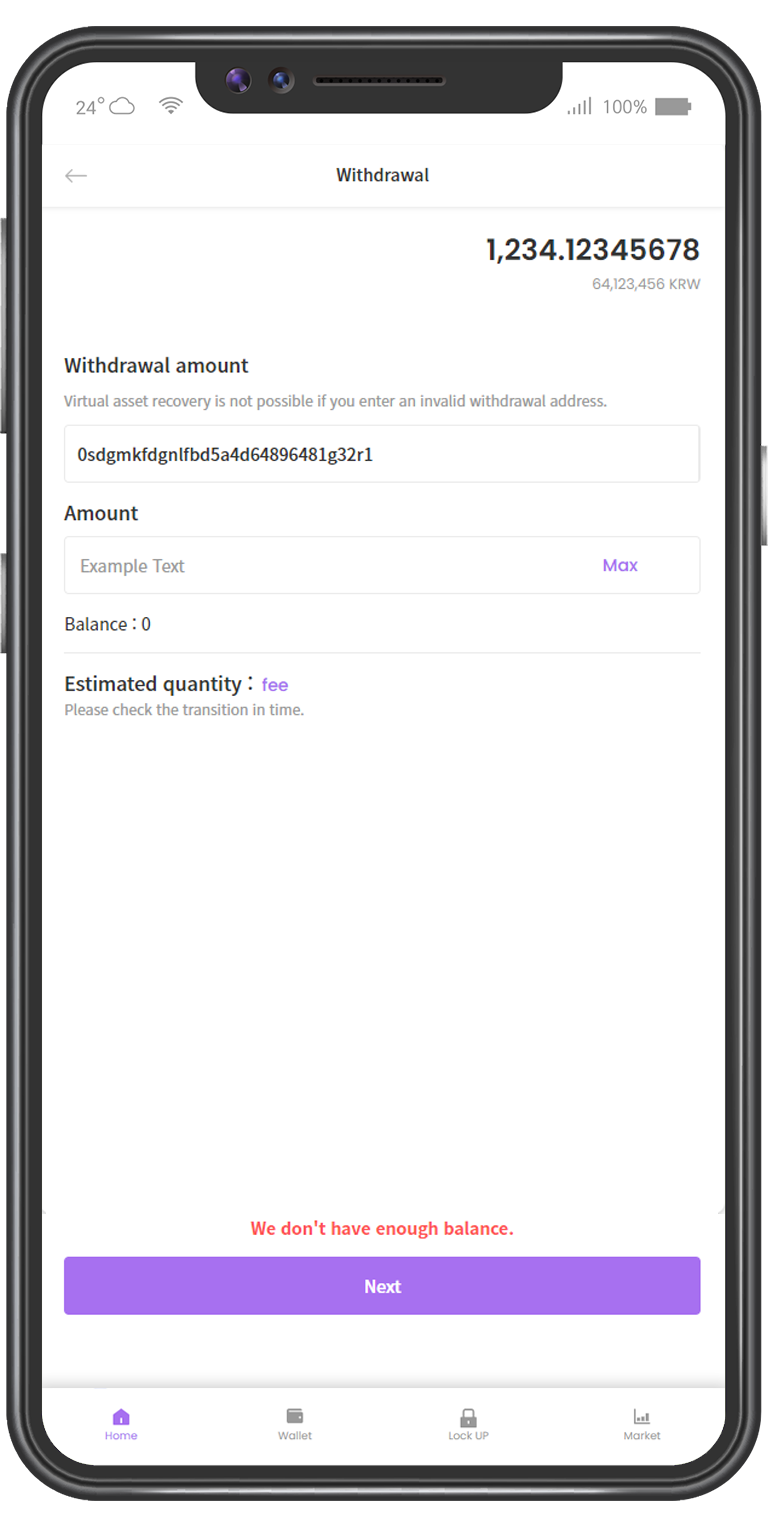 24° 100%
Withdrawal
1,234.12345678
64,123,456 KRW
Withdrawal amount
Virtual asset recovery is not possible if you enter an invalid withdrawal address.
0sdgmkfdgnlfbd5a4d64896481g32r1
Amount
Example Text Max
Balance : 0
Estimated quantity : fee
Please check the transition in time.
We don't have enough balance.
Next
Home Wallet Lock UP Market